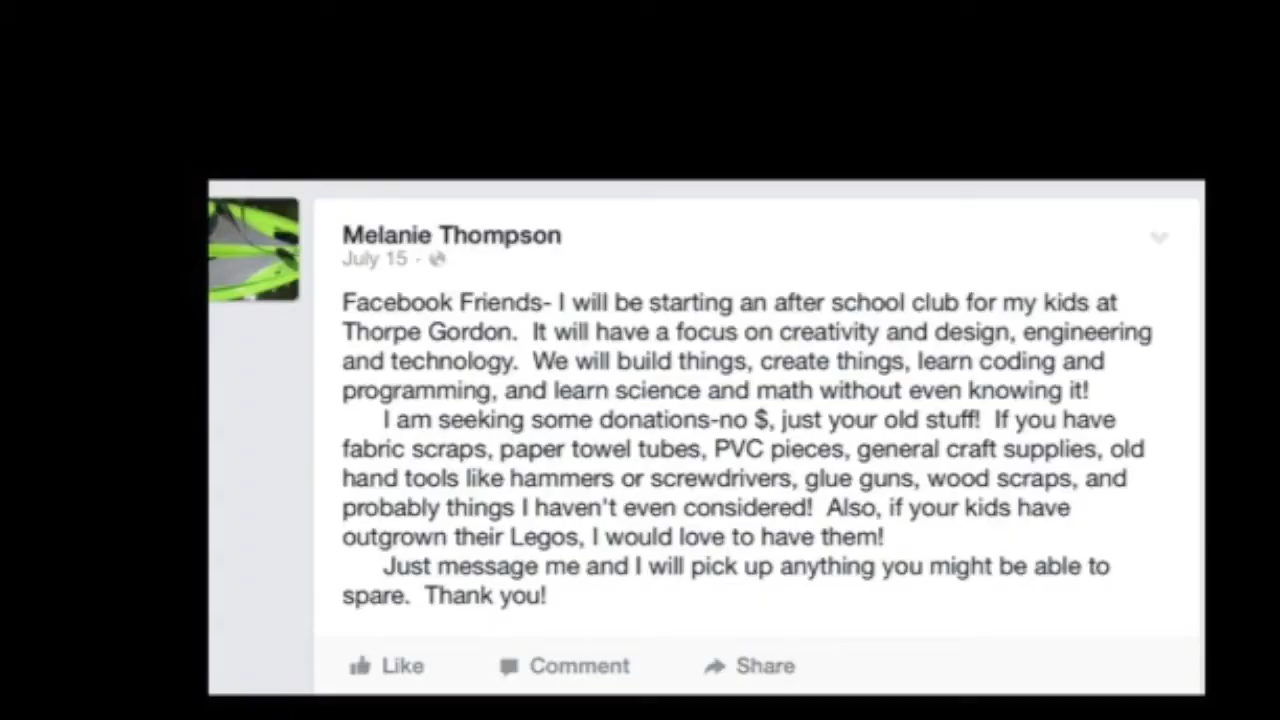 Melanie Thompson
July 15 ·
Facebook Friends- I will be starting an after school club for my kids at
Thorpe Gordon.  It will have a focus on creativity and design, engineering
and technology.  We will build things, create things, learn coding and
programming, and learn science and math without even knowing it!
I am seeking some donations-no $, just your old stuff!  If you have
fabric scraps, paper towel tubes, PVC pieces, general craft supplies, old
hand tools like hammers or screwdrivers, glue guns, wood scraps, and
probably things I haven't even considered!  Also, if your kids have
outgrown their Legos, I would love to have them!
Just message me and I will pick up anything you might be able to
spare.  Thank you!
Like Comment Share